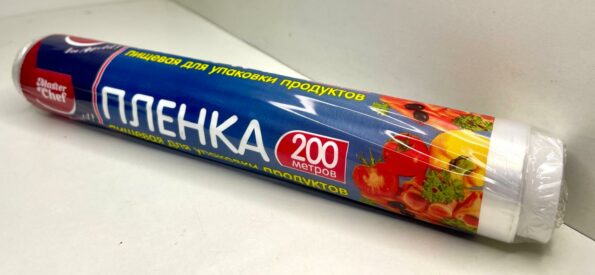 пищевая для упаковки продуктов
Master
Chef
ПЛЕНКА
200
метров
пищевая для упаковки продуктов